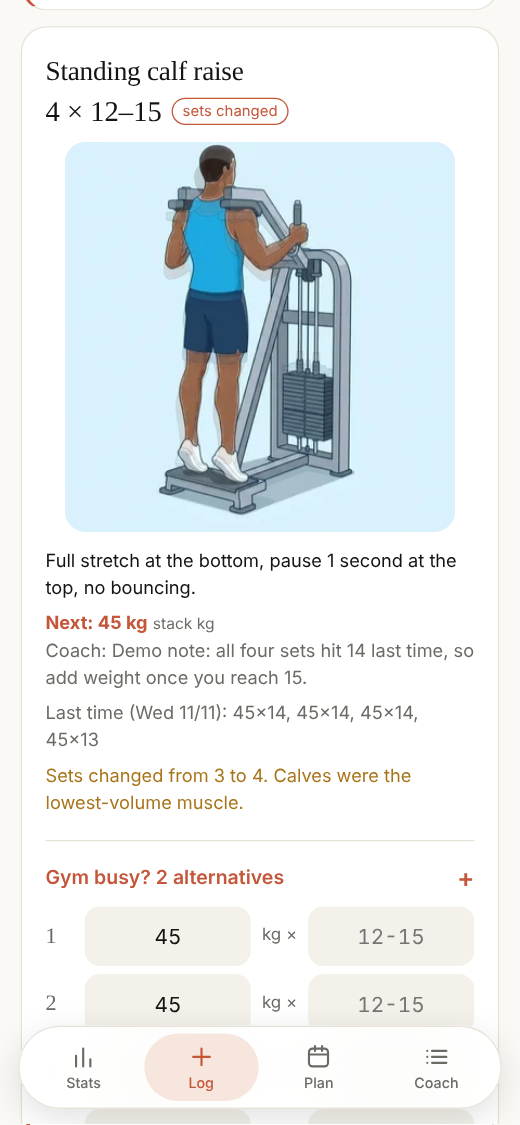 Standing calf raise
4 × 12–15 sets changed
Full stretch at the bottom, pause 1 second at the
top, no bouncing.
Next: 45 kg stack kg
Coach: Demo note: all four sets hit 14 last time, so
add weight once you reach 15.
Last time (Wed 11/11): 45×14, 45×14, 45×14,
45×13
Sets changed from 3 to 4. Calves were the
lowest-volume muscle.
Gym busy? 2 alternatives +
1 45 kg × 12-15
2 45 kg × 12-15
Stats Log Plan Coach